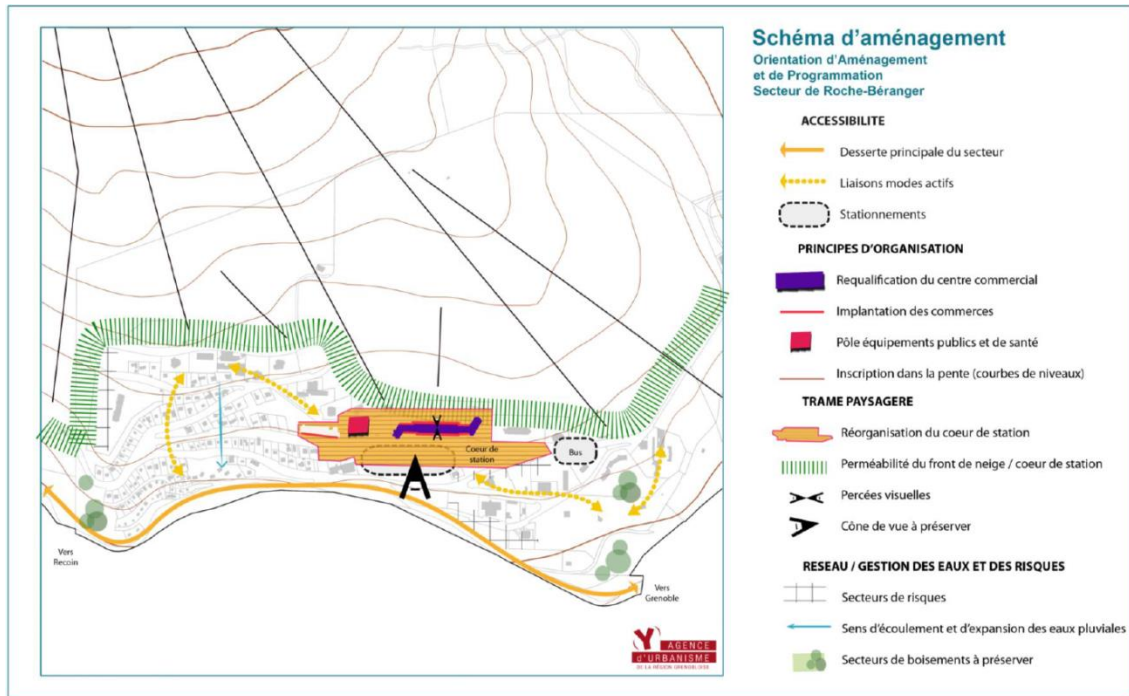 Schéma d’aménagement
Orientation d’Aménagement
et de Programmation
Secteur de Roche-Béranger
ACCESSIBILITE
Desserte principale du secteur
Liaisons modes actifs
Stationnements
PRINCIPES D’ORGANISATION
Requalification du centre commercial
Implantation des commerces
Pôle équipements publics et de santé
Inscription dans la pente (courbes de niveaux)
TRAME PAYSAGERE
Réorganisation du coeur de station
Perméabilité du front de neige / coeur de station
Percées visuelles
Cône de vue à préserver
RESEAU / GESTION DES EAUX ET DES RISQUES
Secteurs de risques
Sens d’écoulement et d’expansion des eaux pluviales
Secteurs de boisements à préserver
Coeur de
station
Bus
Vers
Recoin
Vers
Grenoble
AGENCE
d’URBANISME
DE LA RÉGION GRENOBLOISE